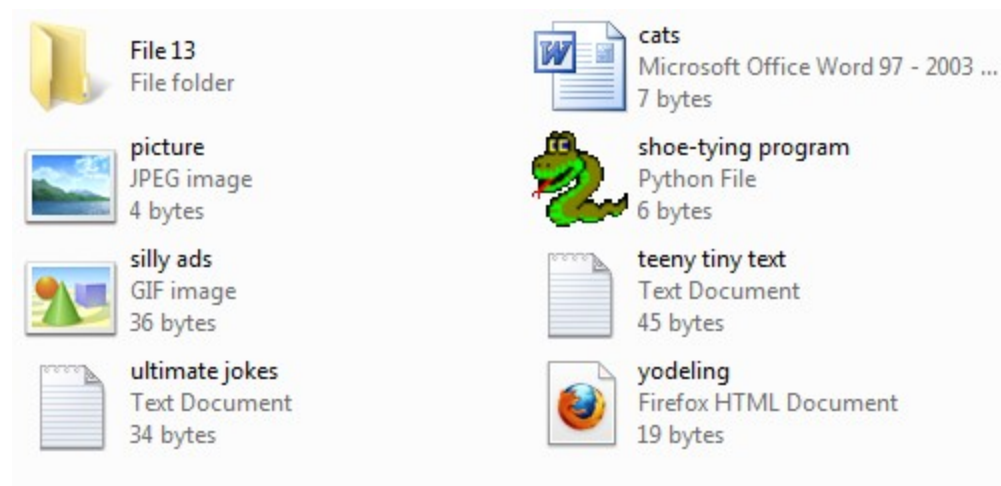 File 13
File folder
cats
Microsoft Office Word 97 - 2003 ...
7 bytes
picture
JPEG image
4 bytes
shoe-tying program
Python File
6 bytes
silly ads
GIF image
36 bytes
teeny tiny text
Text Document
45 bytes
ultimate jokes
Text Document
34 bytes
yodeling
Firefox HTML Document
19 bytes